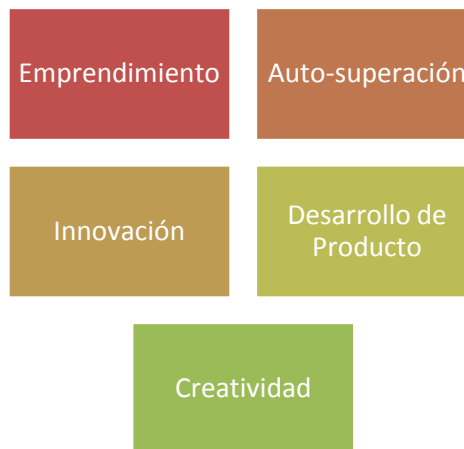 Emprendimiento
Auto-superación
Innovación
Desarrollo de
Producto
Creatividad